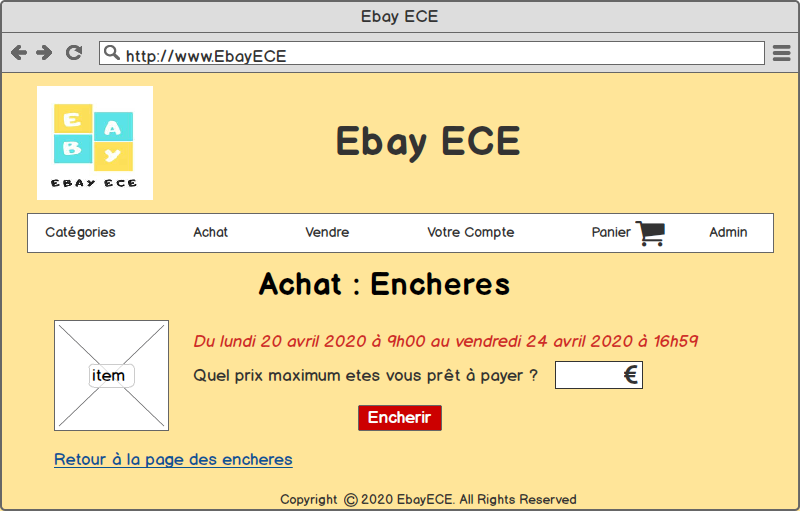 Ebay ECE
http://www.EbayECE
E A
B Y
EBAY ECE
Ebay ECE
Catégories Achat Vendre Votre Compte Panier Admin
Achat : Encheres
Du lundi 20 avril 2020 à 9h00 au vendredi 24 avril 2020 à 16h59
item
Quel prix maximum etes vous prêt à payer ? €
Encherir
Retour à la page des encheres
Copyright © 2020 EbayECE. All Rights Reserved